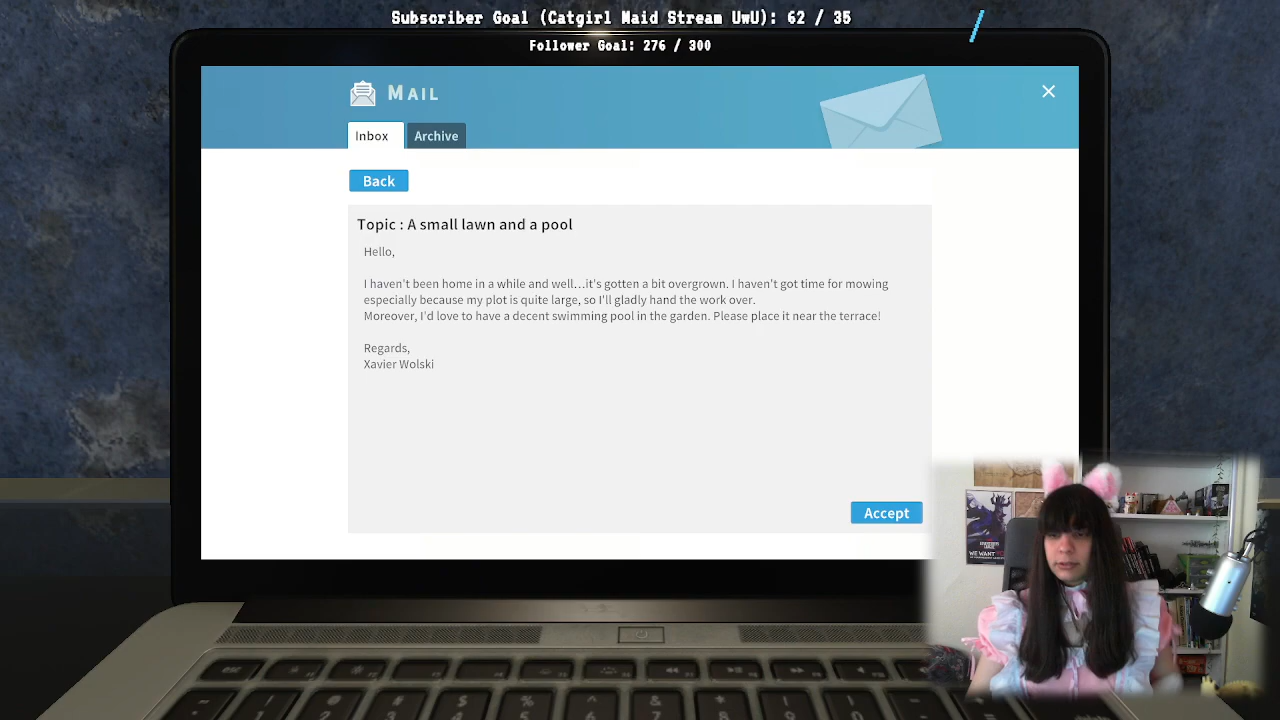 Subscriber Goal (Catgirl Maid Stream UwU): 62 / 35
Follower Goal: 276 / 300
MAIL
Inbox
Archive
Back
Topic : A small lawn and a pool
Hello,
I haven't been home in a while and well...it's gotten a bit overgrown. I haven't got time for mowing
especially because my plot is quite large, so I'll gladly hand the work over.
Moreover, I'd love to have a decent swimming pool in the garden. Please place it near the terrace!
Regards,
Xavier Wolski
Accept
WE WANT
esc